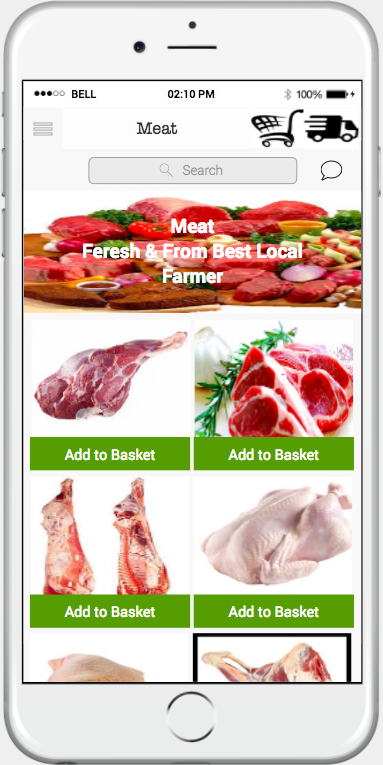 BELL 02:10 PM 100%
Meat
Search
Meat
Feresh & From Best Local
Farmer
Add to Basket Add to Basket
Add to Basket Add to Basket